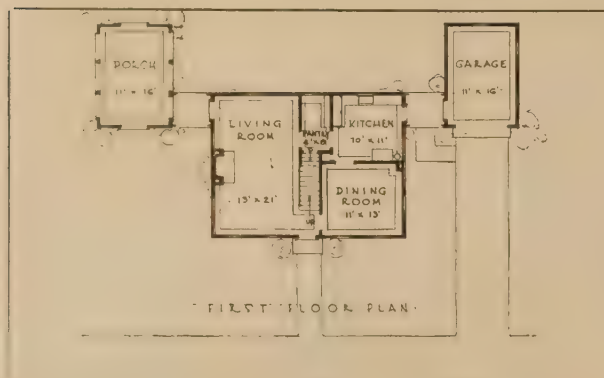 PORCH
11' × 16'
GARAGE
11' × 16'
LIVING
ROOM
13' × 21'
PANTRY
KITCHEN
10' × 11'
DINING
ROOM
11' × 13'
UP
FIRST FLOOR PLAN